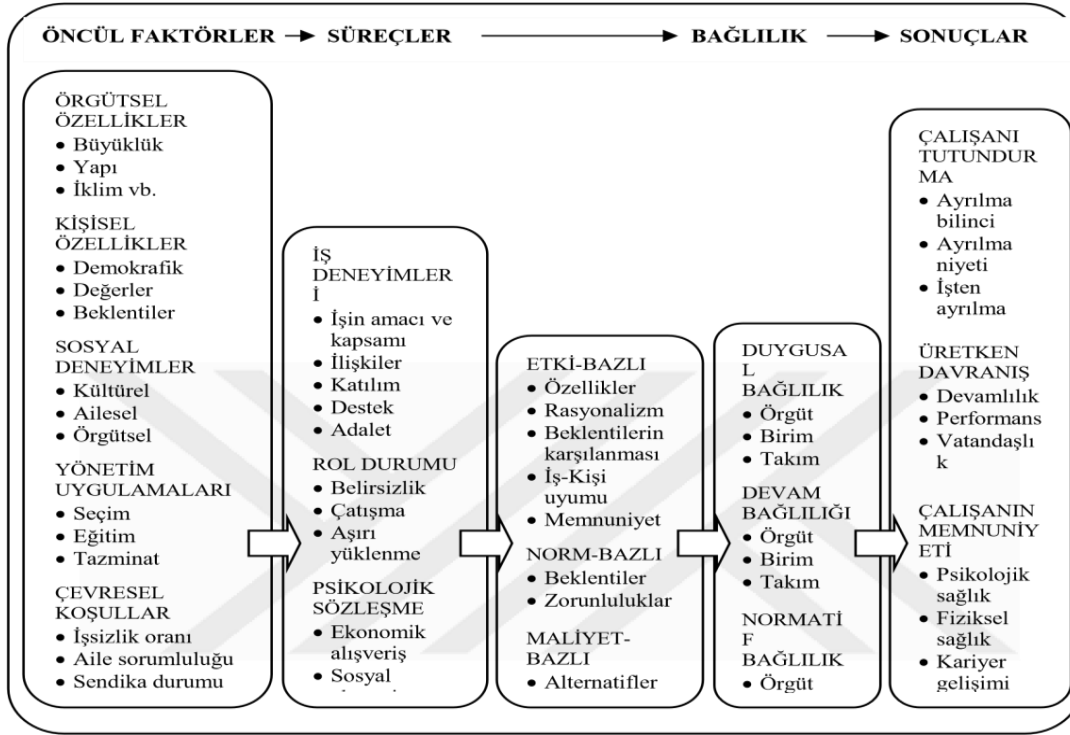 ÖNCÜL FAKTÖRLER
SÜREÇLER
BAĞLILIK
SONUÇLAR
ÖRGÜTSEL
ÖZELLİKLER
• Büyüklük
• Yapı
• İklim vb.
KİŞİSEL
ÖZELLİKLER
• Demokrafik
• Değerler
• Beklentiler
SOSYAL
DENEYİMLER
• Kültürel
• Ailesel
• Örgütsel
YÖNETİM
UYGULAMALARI
• Seçim
• Eğitim
• Tazminat
ÇEVRESEL
KOŞULLAR
• İşsizlik oranı
• Aile sorumluluğu
• Sendika durumu
İŞ
DENEYİMLER
İ
• İşin amacı ve
kapsamı
• İlişkiler
• Katılım
• Destek
• Adalet
ROL DURUMU
• Belirsizlik
• Çatışma
• Aşırı
yüklenme
PSİKOLOJİK
SÖZLEŞME
• Ekonomik
alışveriş
• Sosyal
ETKİ-BAZLI
• Özellikler
• Rasyonalizm
• Beklentilerin
karşılanması
• İş-Kişi
uyumu
• Memnuniyet
NORM-BAZLI
• Beklentiler
• Zorunluluklar
MALİYET-
BAZLI
• Alternatifler
DUYGUSA
L
BAĞLILIK
• Örgüt
• Birim
• Takım
DEVAM
BAĞLILIĞI
• Örgüt
• Birim
• Takım
NORMATİ
F
BAĞLILIK
• Örgüt
ÇALIŞANI
TUTUNDUR
MA
• Ayrılma
bilinci
• Ayrılma
niyeti
• İşten
ayrılma
ÜRETKEN
DAVRANIŞ
• Devamlılık
• Performans
• Vatandaşlı
k
ÇALIŞANIN
MEMNUNİY
ETİ
• Psikolojik
sağlık
• Fiziksel
sağlık
• Kariyer
gelişimi